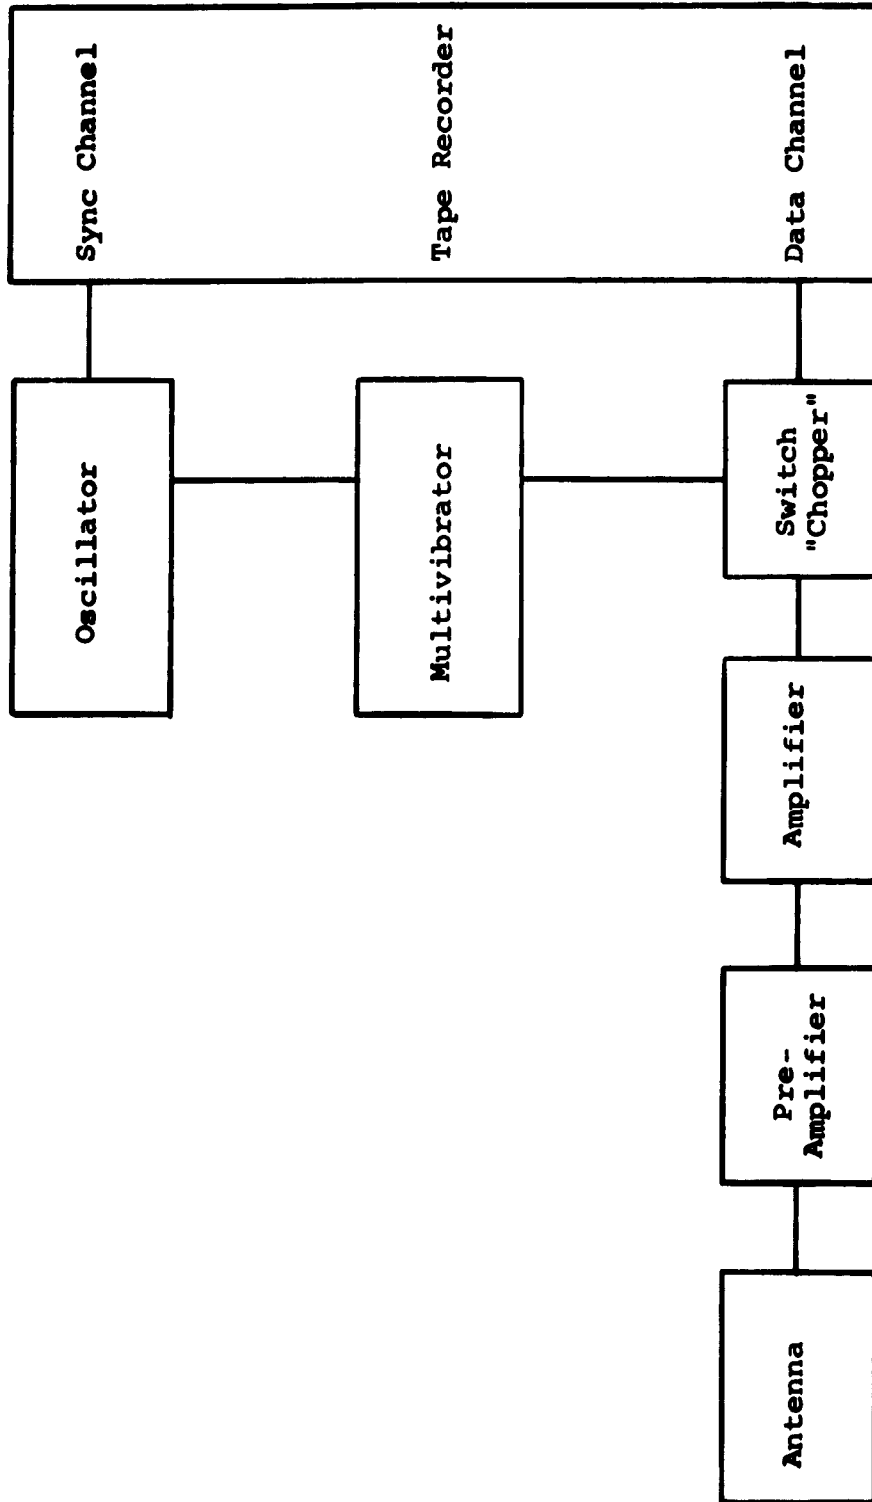 Sync Channel
Tape Recorder
Data Channel
Oscillator
Multivibrator
Switch
"Chopper"
Amplifier
Pre-
Amplifier
Antenna